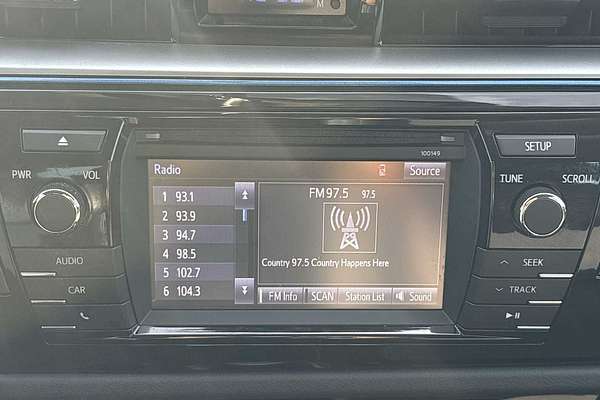 M
100149
SETUP
PWR VOL
TUNE SCROLL
AUDIO
CAR
SEEK
TRACK
Radio
Source
1 93.1
2 93.9
3 94.7
4 98.5
5 102.7
6 104.3
FM97.5 97.5
Country 97.5 Country Happens Here
FM Info SCAN Station List Sound